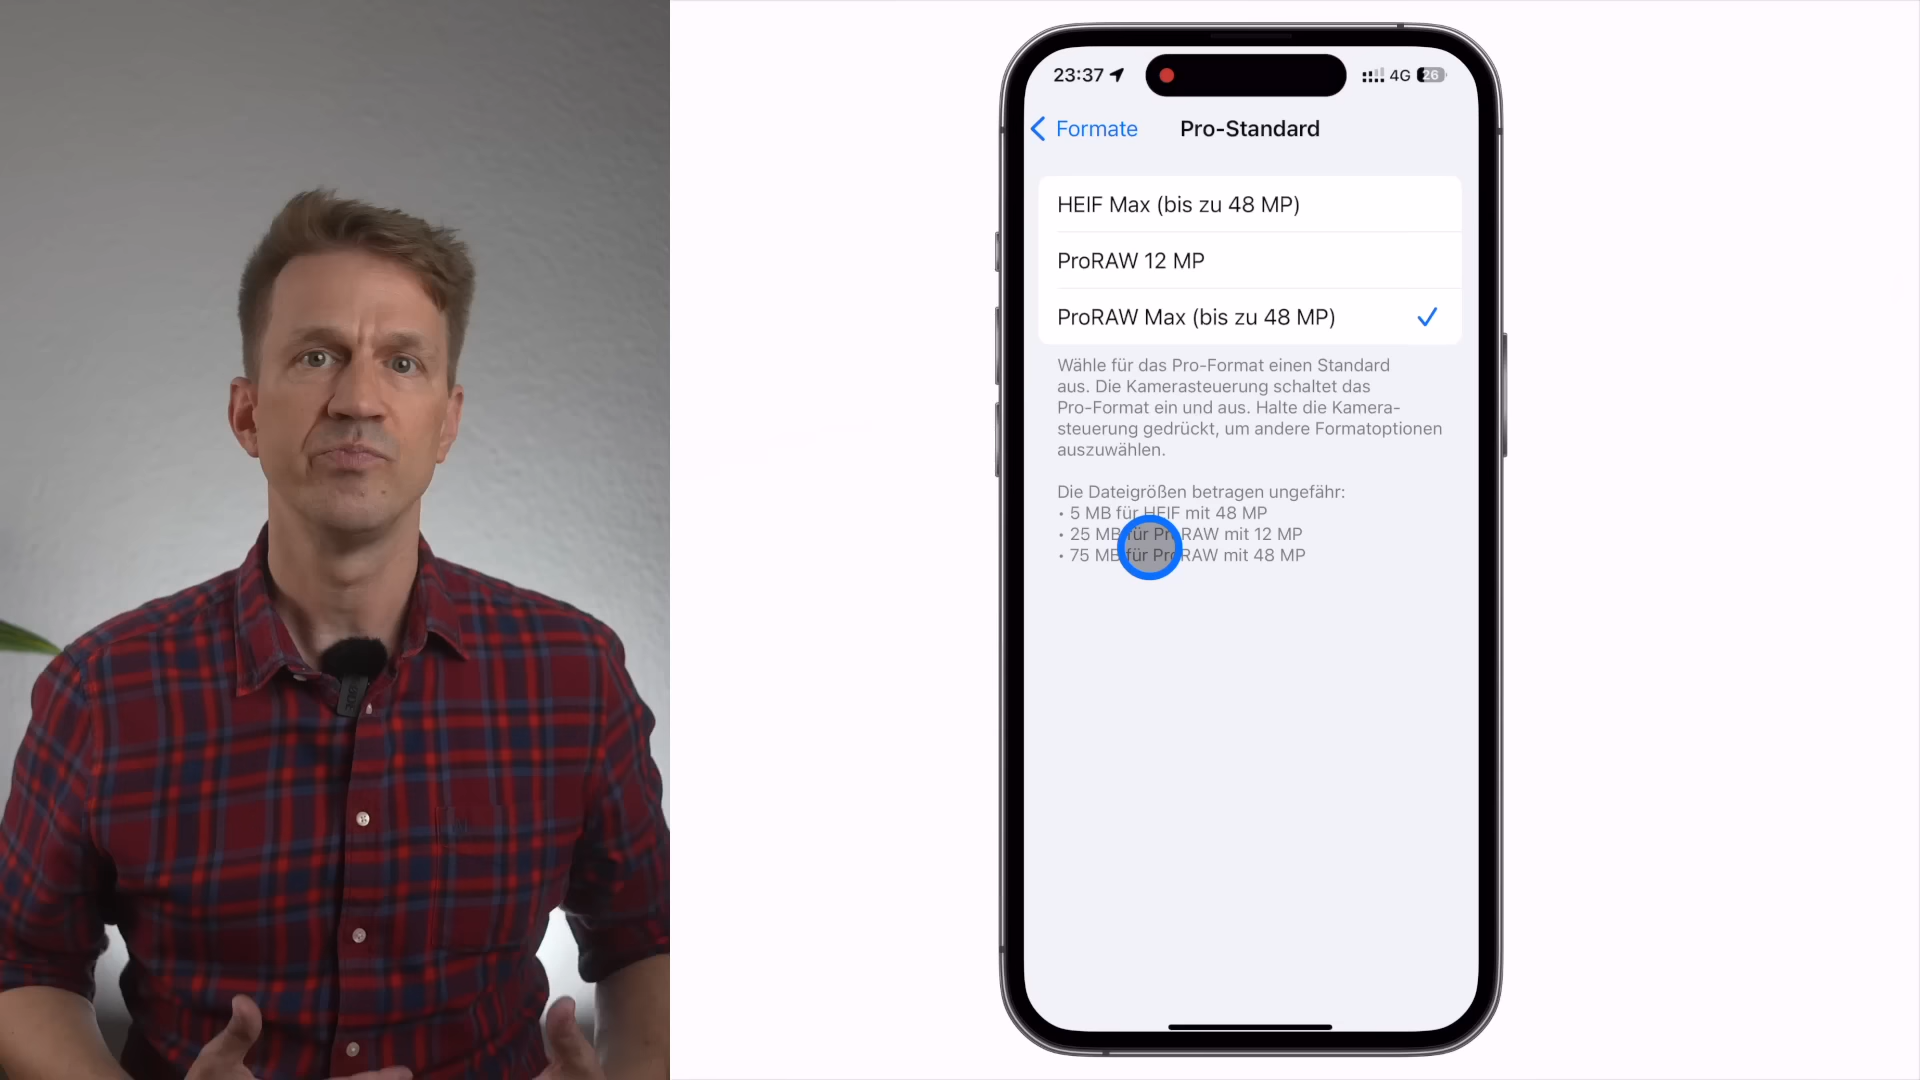 23:37
4G
26
Formate
Pro-Standard
HEIF Max (bis zu 48 MP)
ProRAW 12 MP
ProRAW Max (bis zu 48 MP)
Wähle für das Pro-Format einen Standard
aus. Die Kamerasteuerung schaltet das
Pro-Format ein und aus. Halte die Kamera-
steuerung gedrückt, um andere Formatoptionen
auszuwählen.
Die Dateigrößen betragen ungefähr:
• 5 MB für HEIF mit 48 MP
• 25 MB für ProRAW mit 12 MP
• 75 MB für ProRAW mit 48 MP